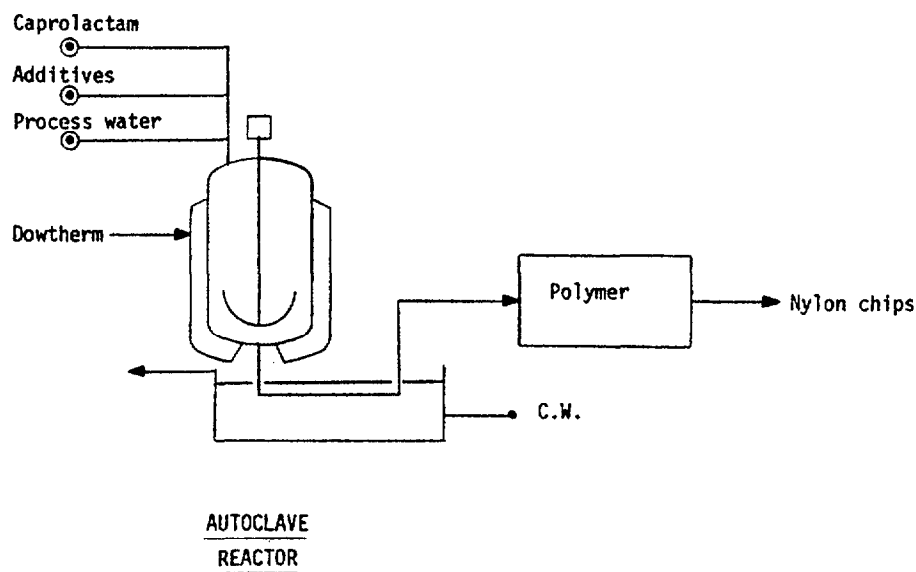 Caprolactam
Additives
Process water
Dowtherm
Polymer
Nylon chips
C.W.
AUTOCLAVE
REACTOR